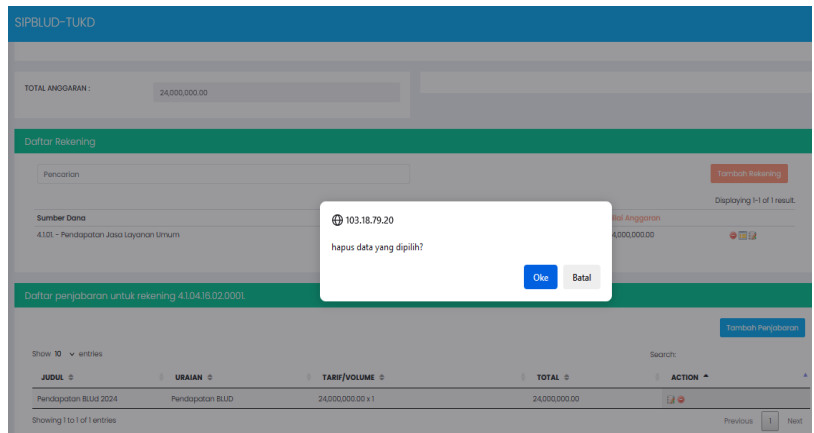 SIPBLUD-TUKD
TOTAL ANGGARAN :
24,000,000.00
Daftar Rekening
Pencarian
Tambah Rekening
Displaying 1-1 of 1 result.
Sumber Dana
Anggaran
4.1.01. - Pendapatan Jasa Layanan Umum
4,000,000.00
103.18.79.20
hapus data yang dipilih?
Oke Batal
Daftar penjabaran untuk rekening 4.1.04.16.02.0001.
Tambah Penjabaran
Show 10 entries
Search:
JUDUL URAIAN TARIF/VOLUME TOTAL ACTION
Pendapatan BLUd 2024 Pendapatan BLUD 24,000,000.00 x 1 24,000,000.00
Showing 1 to 1 of 1 entries
Previous 1 Next